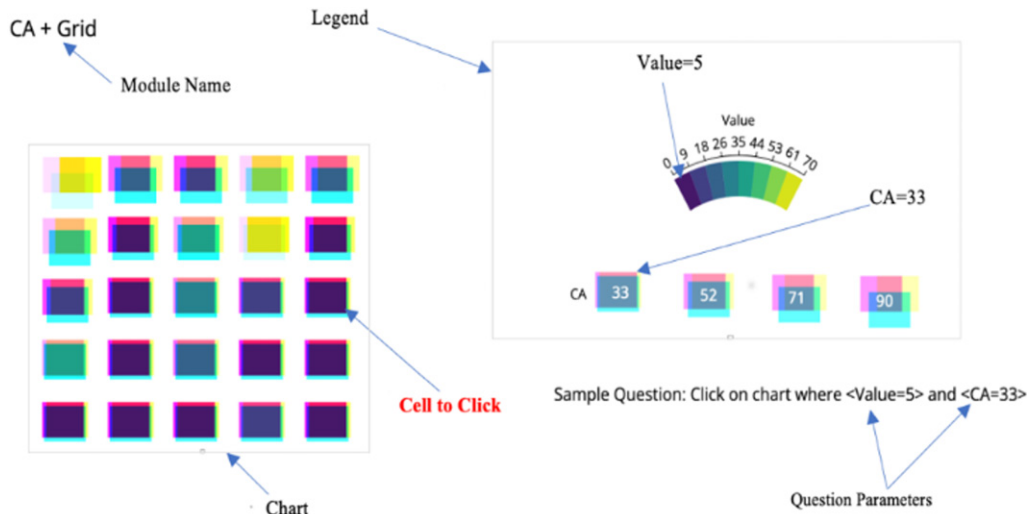 CA + Grid
Module Name
Legend
Value=5
Value
0 9 18 26 35 44 53 61 70
CA=33
CA 33 52 71 90
Cell to Click
Sample Question: Click on chart where <Value=5> and <CA=33>
Chart
Question Parameters